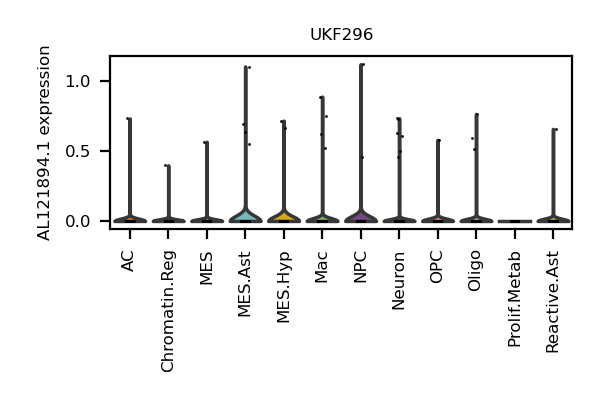 UKF296
AL121894.1 expression
1.0
0.5
0.0
AC
Chromatin.Reg
MES
MES.Ast
MES.Hyp
Mac
NPC
Neuron
OPC
Oligo
Prolif.Metab
Reactive.Ast